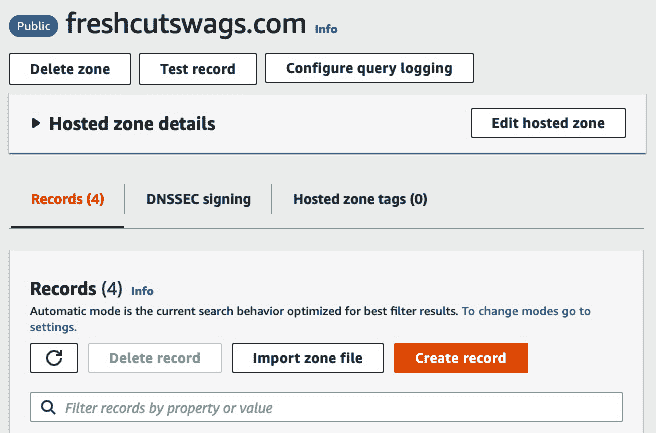 Public freshcutswags.com Info
Delete zone Test record Configure query logging
Hosted zone details Edit hosted zone
Records (4) DNSSEC signing Hosted zone tags (0)
Records (4) Info
Automatic mode is the current search behavior optimized for best filter results. To change modes go to
settings.
Delete record Import zone file Create record
Filter records by property or value